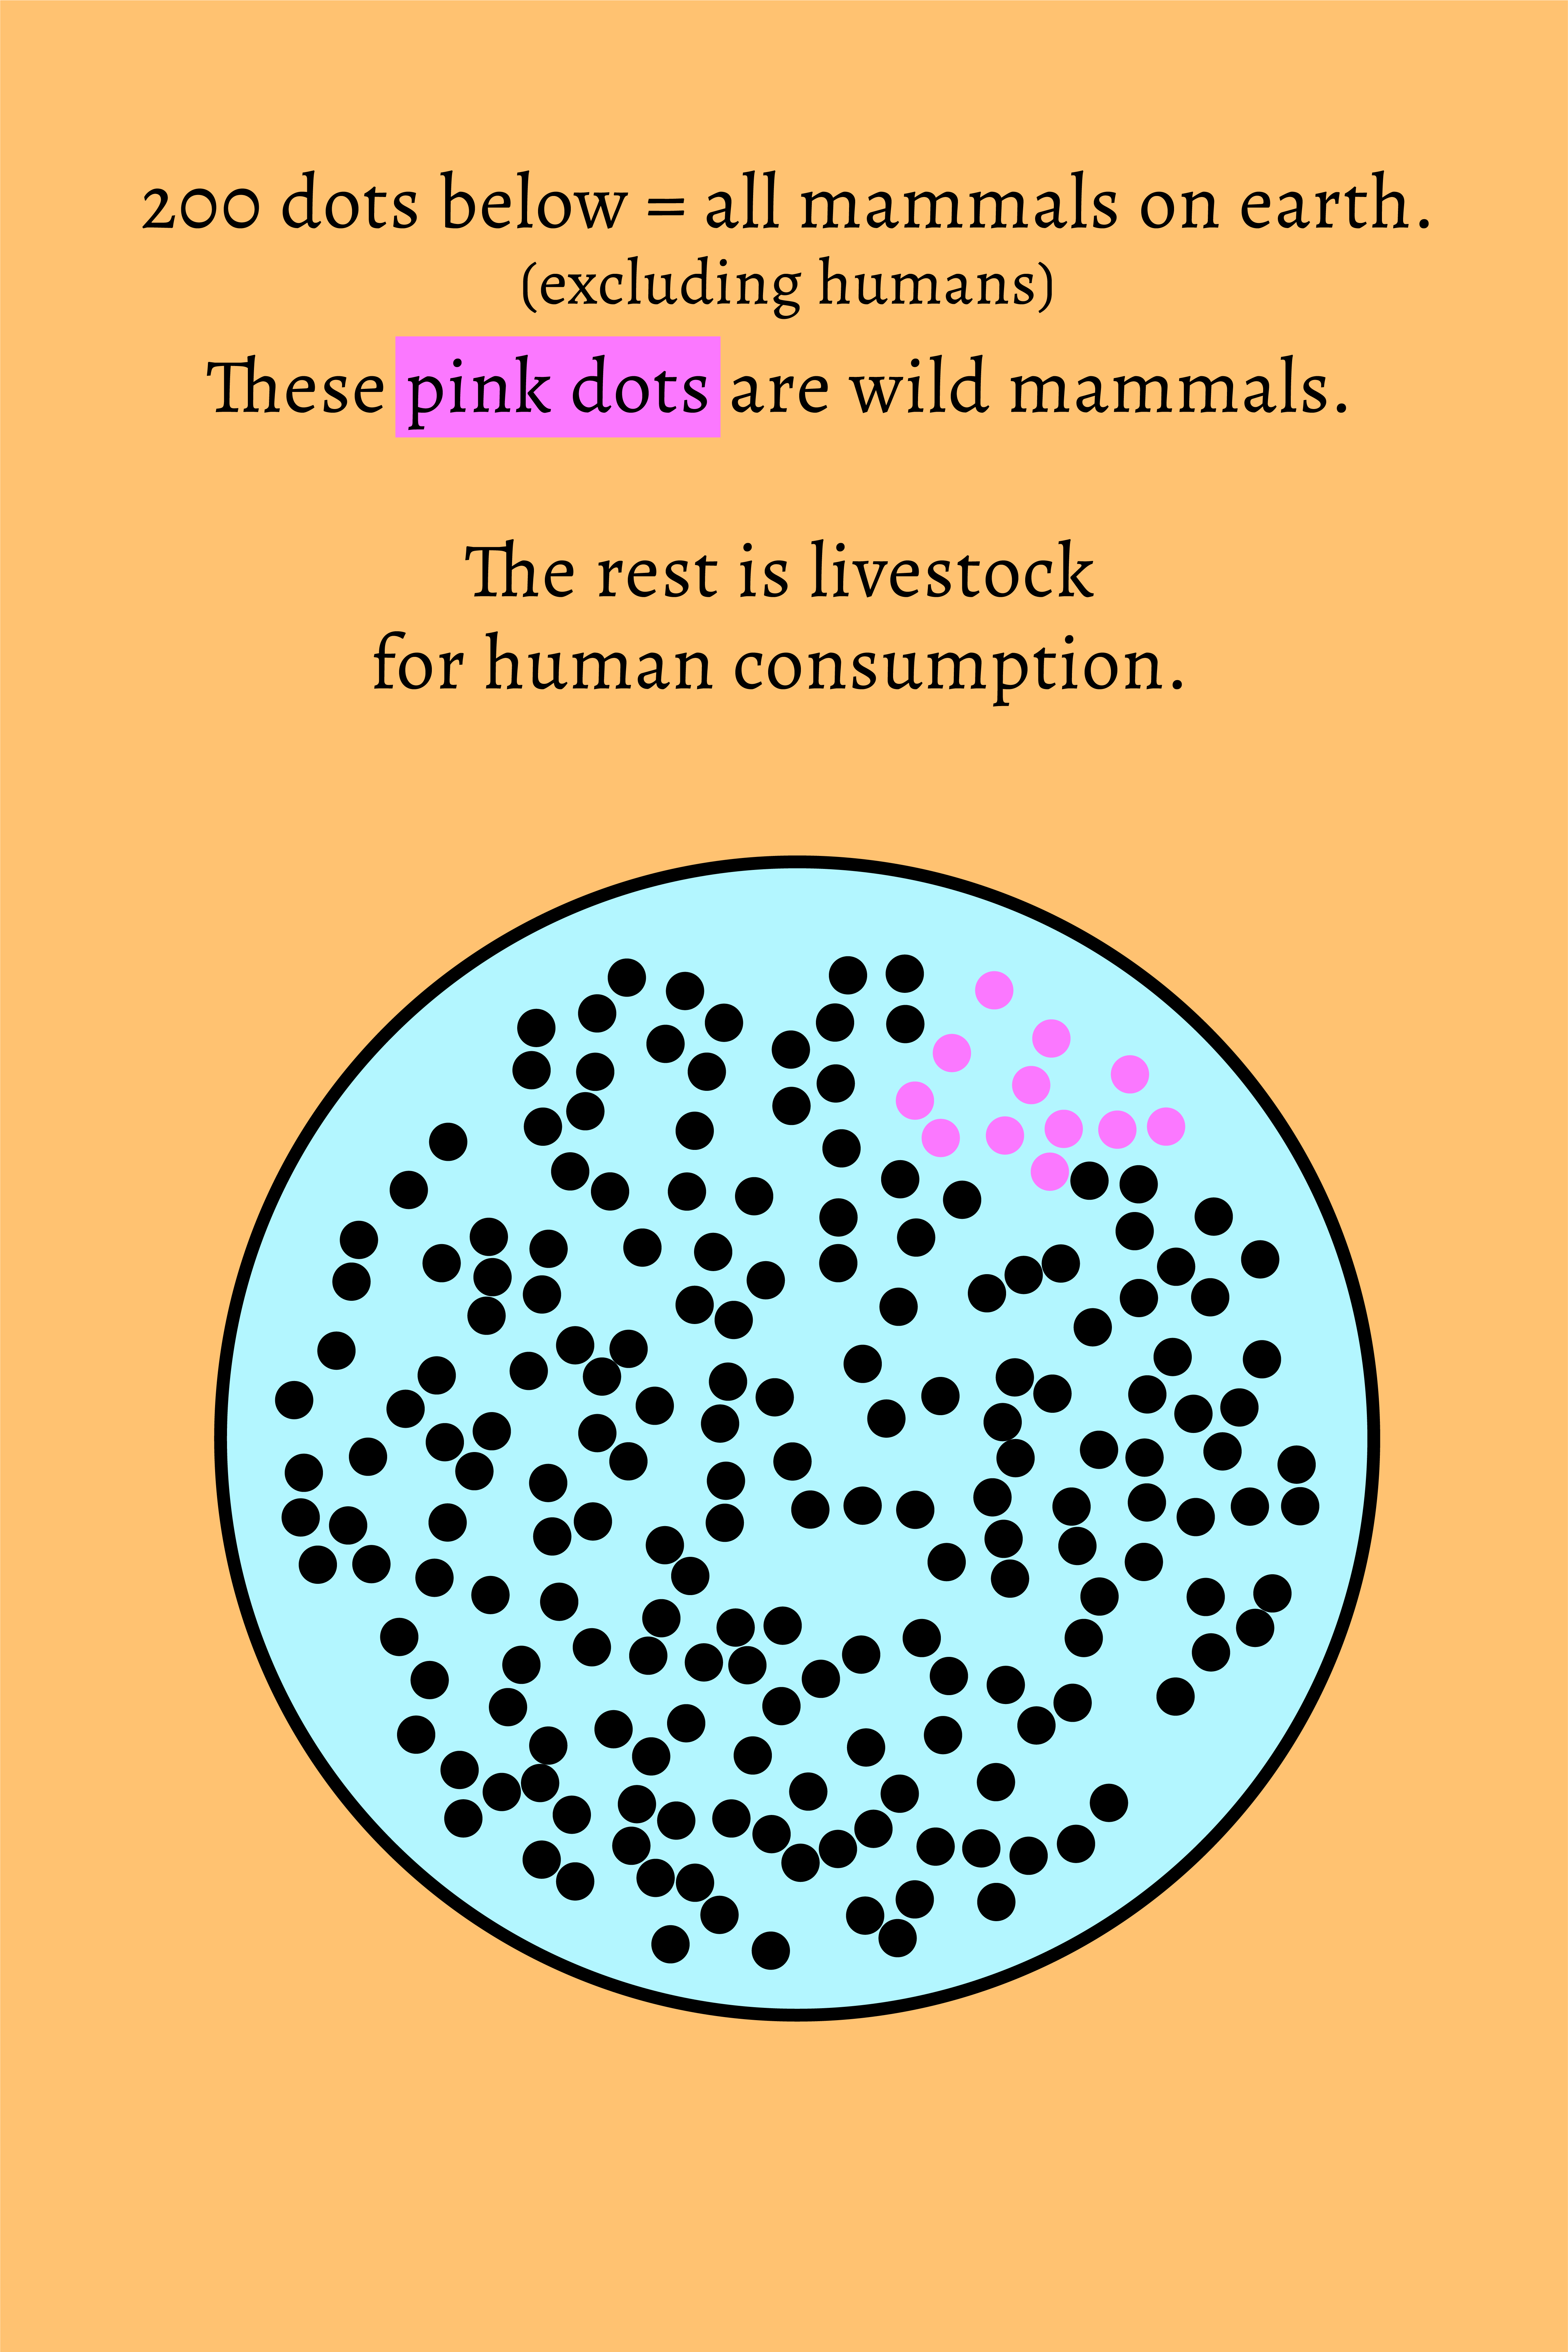 200 dots below = all mammals on earth.
(excluding humans)
These pink dots are wild mammals.
The rest is livestock
for human consumption.